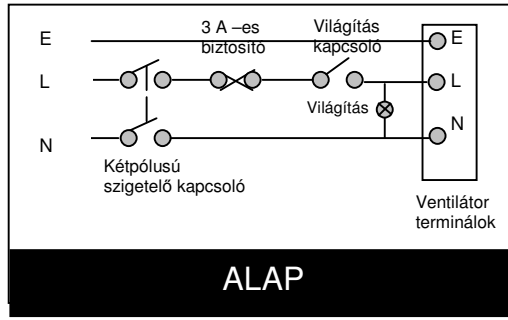 3 A –es
biztosító
Világítás
kapcsoló
E
E
L
L
Világítás
N
N
Kétpólusú
szigetelő kapcsoló
Ventilátor
terminálok
ALAP